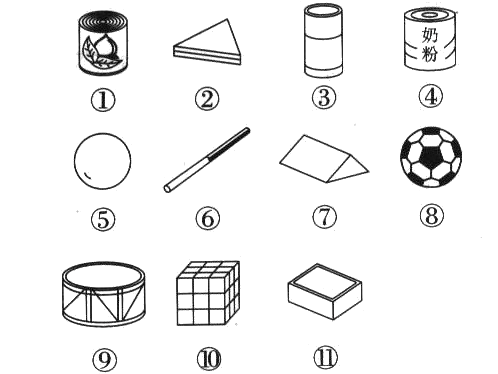 奶
粉
① ② ③ ④
⑤ ⑥ ⑦ ⑧
⑨ ⑩ ⑪